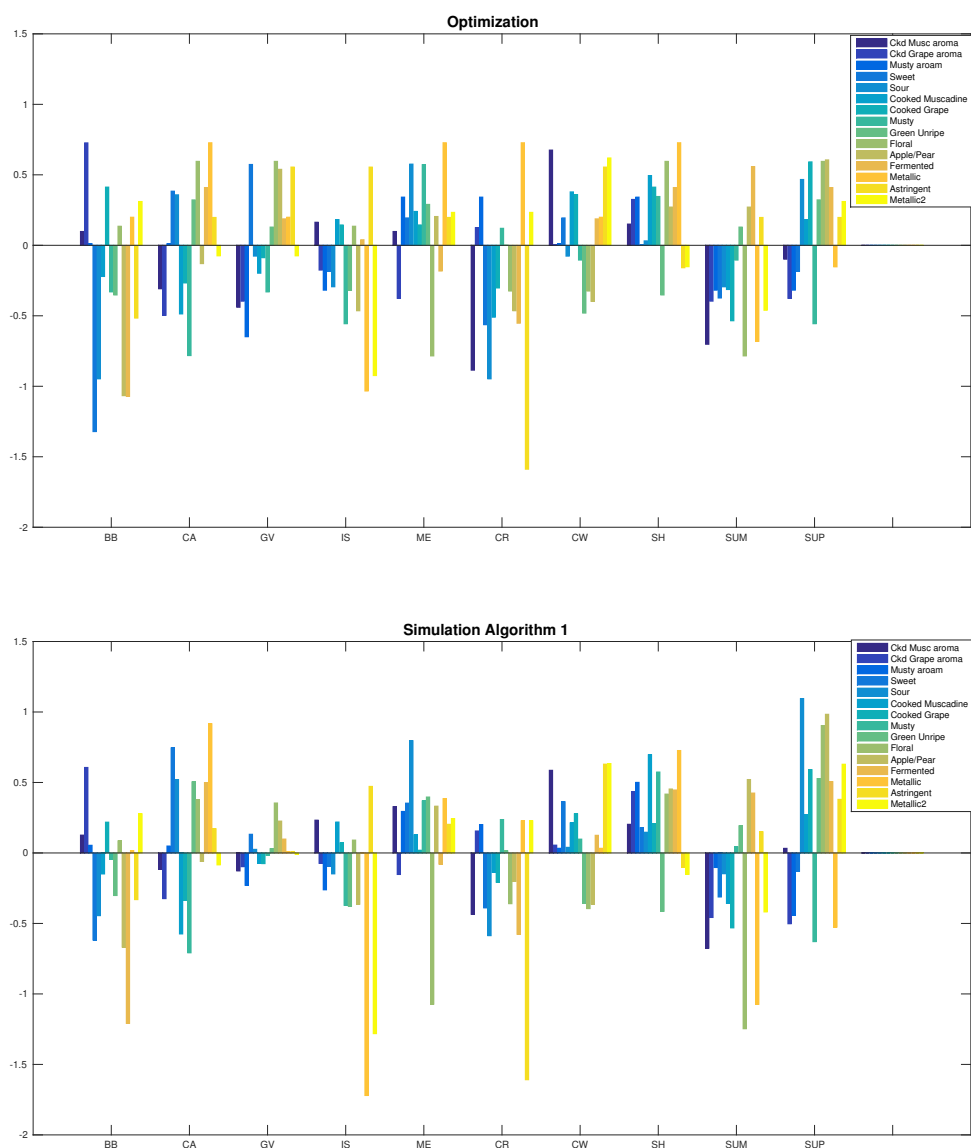 Optimization
1.5
1
0.5
0
-0.5
-1
-1.5
-2
BB CA GV IS ME CR CW SH SUM SUP
Ckd Musc aroma
Ckd Grape aroma
Musty aroam
Sweet
Sour
Cooked Muscadine
Cooked Grape
Musty
Green Unripe
Floral
Apple/Pear
Fermented
Metallic
Astringent
Metallic2
Simulation Algorithm 1
1.5
1
0.5
0
-0.5
-1
-1.5
-2
BB CA GV IS ME CR CW SH SUM SUP
Ckd Musc aroma
Ckd Grape aroma
Musty aroam
Sweet
Sour
Cooked Muscadine
Cooked Grape
Musty
Green Unripe
Floral
Apple/Pear
Fermented
Metallic
Astringent
Metallic2